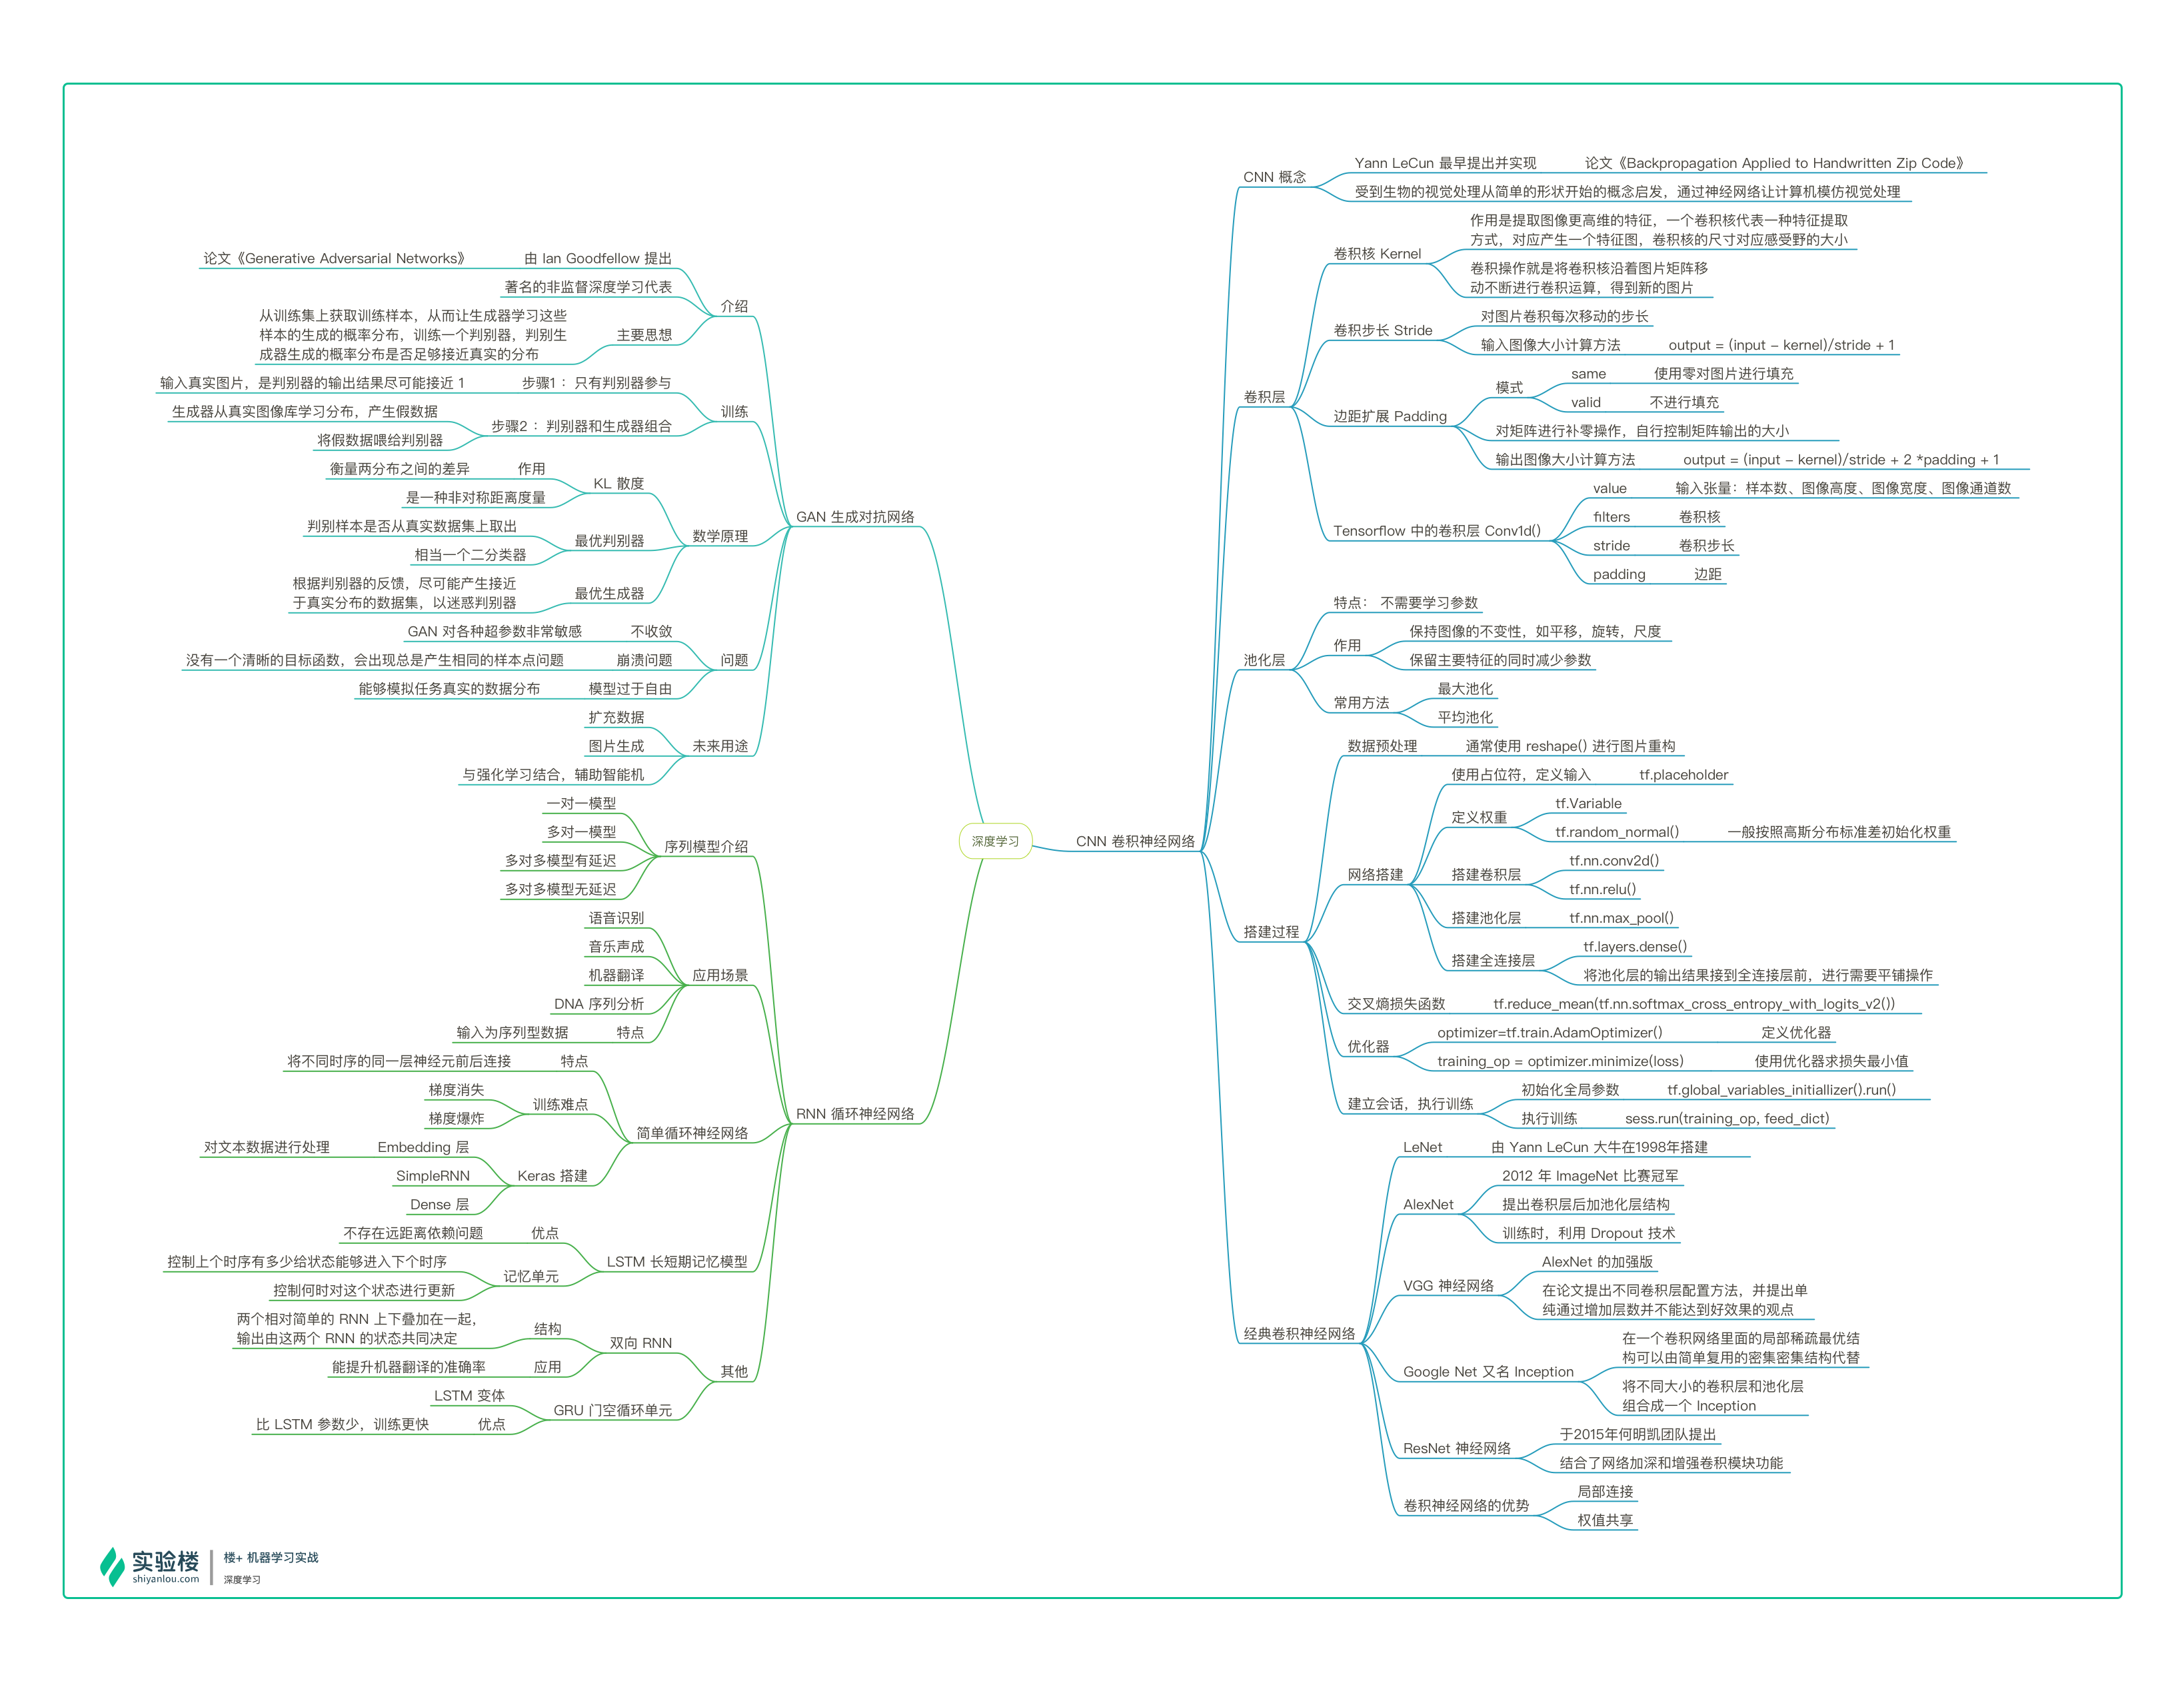 深度学习
CNN 卷积神经网络
CNN 概念
Yann LeCun 最早提出并实现
论文《Backpropagation Applied to Handwritten Zip Code》
受到生物的视觉处理从简单的形状开始的概念启发，通过神经网络让计算机模仿视觉处理
卷积层
卷积核 Kernel
作用是提取图像更高维的特征，一个卷积核代表一种特征提取
方式，对应产生一个特征图，卷积核的尺寸对应感受野的大小
卷积操作就是将卷积核沿着图片矩阵移
动不断进行卷积运算，得到新的图片
卷积步长 Stride
对图片卷积每次移动的步长
输入图像大小计算方法
output = (input – kernel)/stride + 1
边距扩展 Padding
模式
same
使用零对图片进行填充
valid
不进行填充
对矩阵进行补零操作，自行控制矩阵输出的大小
输出图像大小计算方法
output = (input – kernel)/stride + 2 *padding + 1
Tensorflow 中的卷积层 Conv1d()
value
输入张量：样本数、图像高度、图像宽度、图像通道数
filters
卷积核
stride
卷积步长
padding
边距
池化层
特点： 不需要学习参数
作用
保持图像的不变性，如平移，旋转，尺度
保留主要特征的同时减少参数
常用方法
最大池化
平均池化
搭建过程
数据预处理
通常使用 reshape() 进行图片重构
网络搭建
使用占位符，定义输入
tf.placeholder
定义权重
tf.Variable
tf.random_normal()
一般按照高斯分布标准差初始化权重
搭建卷积层
tf.nn.conv2d()
tf.nn.relu()
搭建池化层
tf.nn.max_pool()
搭建全连接层
tf.layers.dense()
将池化层的输出结果接到全连接层前，进行需要平铺操作
交叉熵损失函数
tf.reduce_mean(tf.nn.softmax_cross_entropy_with_logits_v2())
优化器
optimizer=tf.train.AdamOptimizer()
定义优化器
training_op = optimizer.minimize(loss)
使用优化器求损失最小值
建立会话，执行训练
初始化全局参数
tf.global_variables_initiallizer().run()
执行训练
sess.run(training_op, feed_dict)
经典卷积神经网络
LeNet
由 Yann LeCun 大牛在1998年搭建
AlexNet
2012 年 ImageNet 比赛冠军
提出卷积层后加池化层结构
训练时，利用 Dropout 技术
VGG 神经网络
AlexNet 的加强版
在论文提出不同卷积层配置方法，并提出单
纯通过增加层数并不能达到好效果的观点
Google Net 又名 Inception
在一个卷积网络里面的局部稀疏最优结
构可以由简单复用的密集密集结构代替
将不同大小的卷积层和池化层
组合成一个 Inception
ResNet 神经网络
于2015年何明凯团队提出
结合了网络加深和增强卷积模块功能
卷积神经网络的优势
局部连接
权值共享
GAN 生成对抗网络
介绍
由 Ian Goodfellow 提出
论文《Generative Adversarial Networks》
著名的非监督深度学习代表
主要思想
从训练集上获取训练样本，从而让生成器学习这些
样本的生成的概率分布，训练一个判别器，判别生
成器生成的概率分布是否足够接近真实的分布
训练
步骤1 ：只有判别器参与
输入真实图片，是判别器的输出结果尽可能接近 1
步骤2 ：判别器和生成器组合
生成器从真实图像库学习分布，产生假数据
将假数据喂给判别器
数学原理
KL 散度
作用
衡量两分布之间的差异
是一种非对称距离度量
最优判别器
判别样本是否从真实数据集上取出
相当一个二分类器
最优生成器
根据判别器的反馈，尽可能产生接近
于真实分布的数据集，以迷惑判别器
问题
不收敛
GAN 对各种超参数非常敏感
崩溃问题
没有一个清晰的目标函数，会出现总是产生相同的样本点问题
模型过于自由
能够模拟任务真实的数据分布
未来用途
扩充数据
图片生成
与强化学习结合，辅助智能机
RNN 循环神经网络
序列模型介绍
一对一模型
多对一模型
多对多模型有延迟
多对多模型无延迟
应用场景
语音识别
音乐声成
机器翻译
DNA 序列分析
特点
输入为序列型数据
简单循环神经网络
特点
将不同时序的同一层神经元前后连接
训练难点
梯度消失
梯度爆炸
Keras 搭建
Embedding 层
对文本数据进行处理
SimpleRNN
Dense 层
LSTM 长短期记忆模型
优点
不存在远距离依赖问题
记忆单元
控制上个时序有多少给状态能够进入下个时序
控制何时对这个状态进行更新
其他
双向 RNN
结构
两个相对简单的 RNN 上下叠加在一起，
输出由这两个 RNN 的状态共同决定
应用
能提升机器翻译的准确率
GRU 门空循环单元
LSTM 变体
优点
比 LSTM 参数少，训练更快
实验楼
shiyanlou.com
楼+ 机器学习实战
深度学习